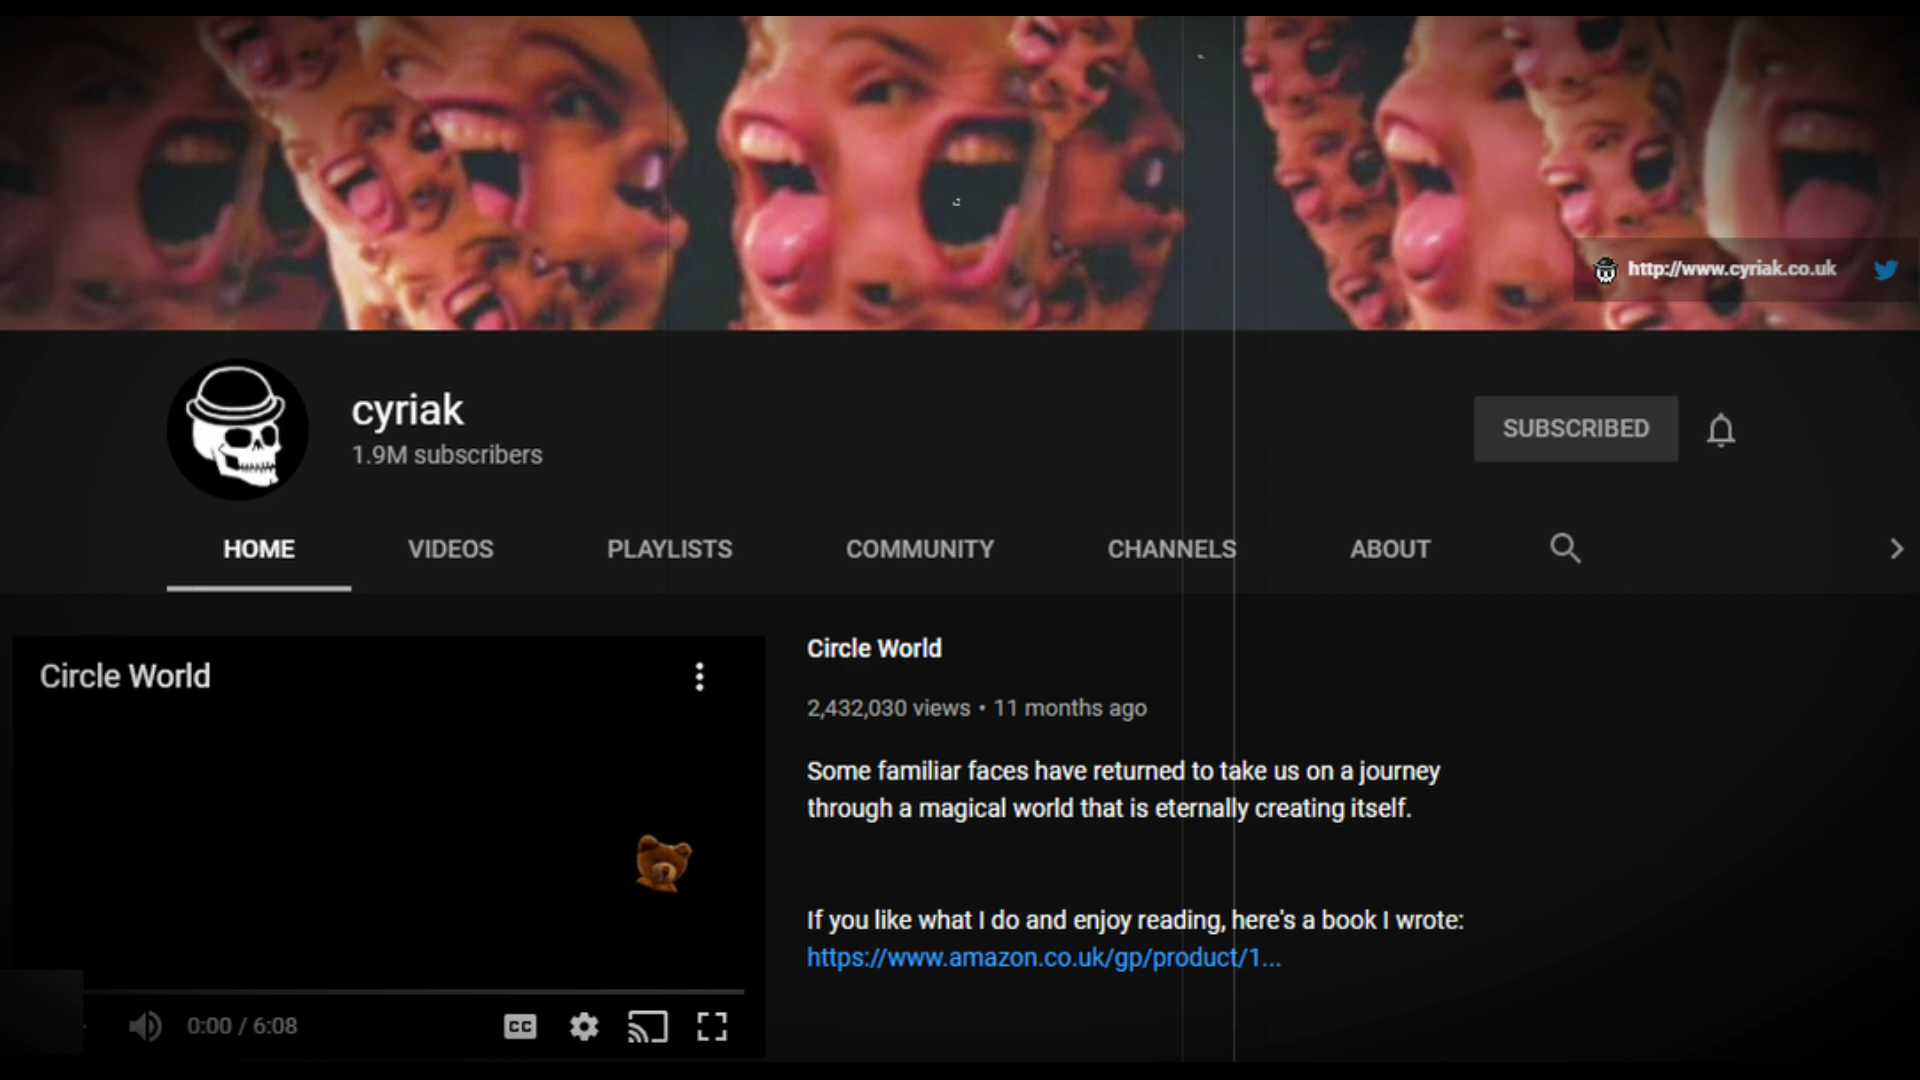 http://www.cyriak.co.uk
cyriak
1.9M subscribers
SUBSCRIBED
HOME VIDEOS PLAYLISTS COMMUNITY CHANNELS ABOUT
Circle World
Circle World
2,432,030 views • 11 months ago
Some familiar faces have returned to take us on a journey
through a magical world that is eternally creating itself.
If you like what I do and enjoy reading, here's a book I wrote:
https://www.amazon.co.uk/gp/product/1...
0:00 / 6:08
CC